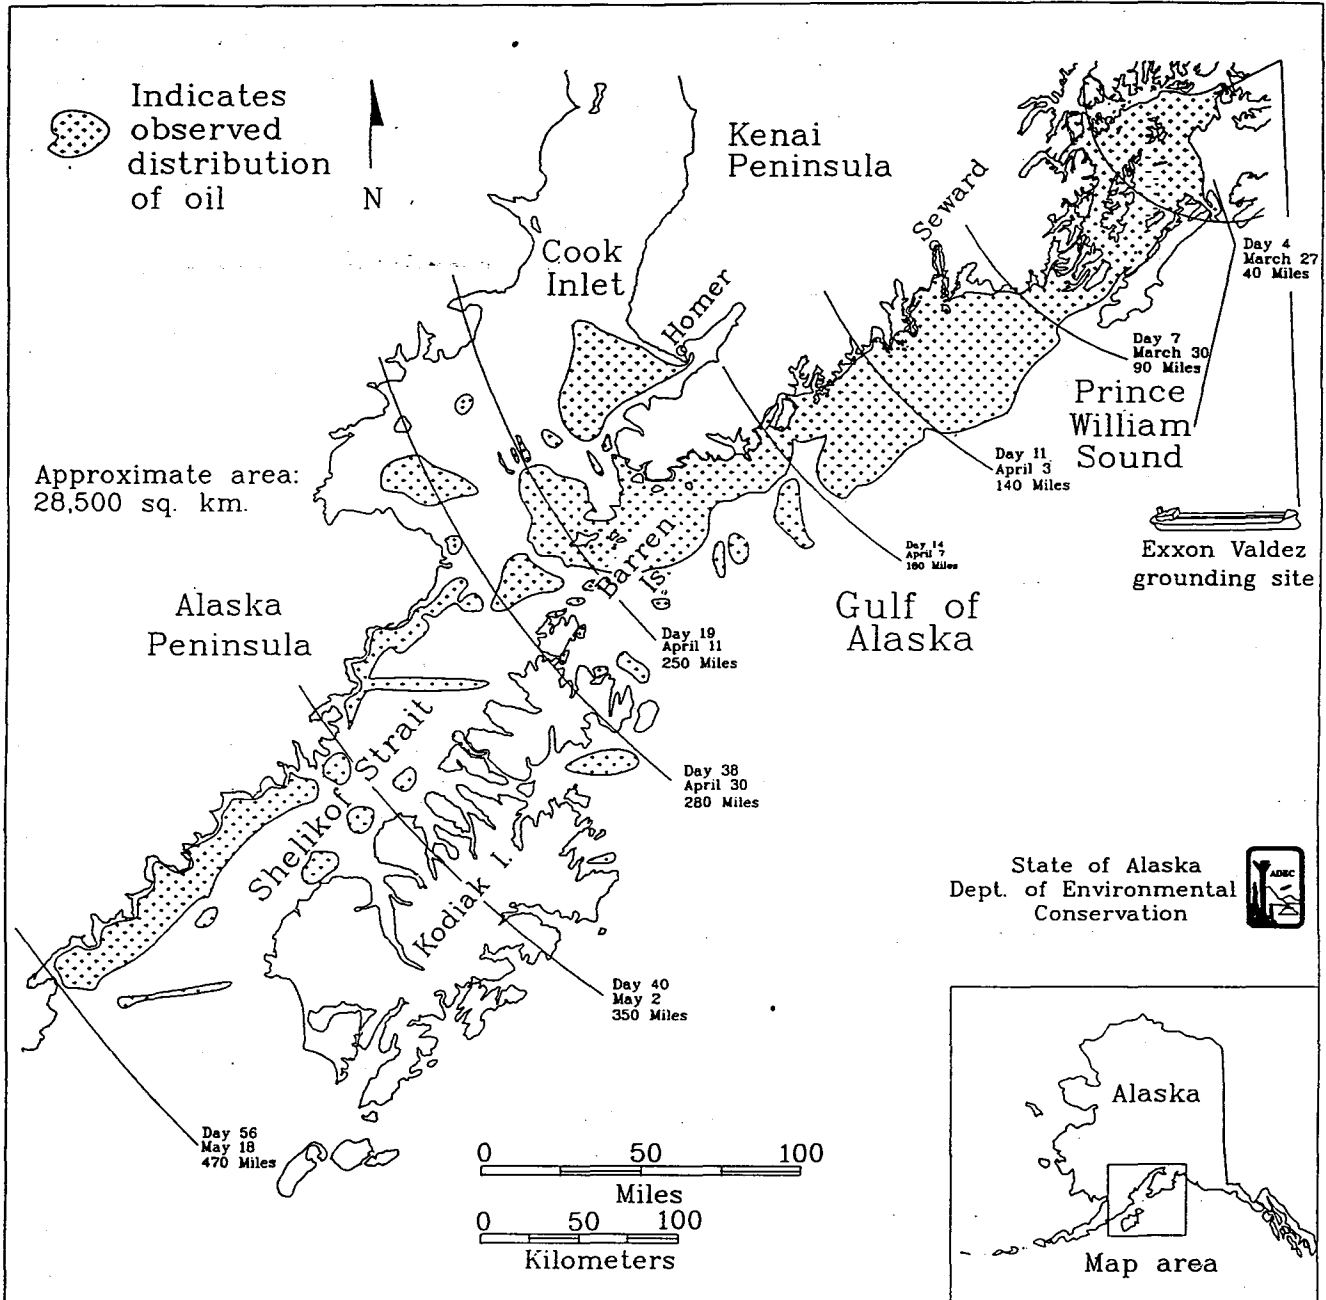 Indicates
observed
distribution
of oil
N
Kenai
Peninsula
Seward
Cook
Inlet
Homer
Day 4
March 27
40 Miles
Day 7
March 30
90 Miles
Prince
William
Sound
Day 11
April 3
140 Miles
Approximate area:
28,500 sq. km.
Exxon Valdez
grounding site
Day 14
April 7
180 Miles
Barren
Is.
Gulf of
Alaska
Alaska
Peninsula
Day 19
April 11
250 Miles
Shelikof Strait
Day 38
April 30
280 Miles
Kodiak I.
State of Alaska
Dept. of Environmental
Conservation
ADEC
Day 40
May 2
350 Miles
Day 56
May 18
470 Miles
0 50 100
Miles
0 50 100
Kilometers
Alaska
Map area